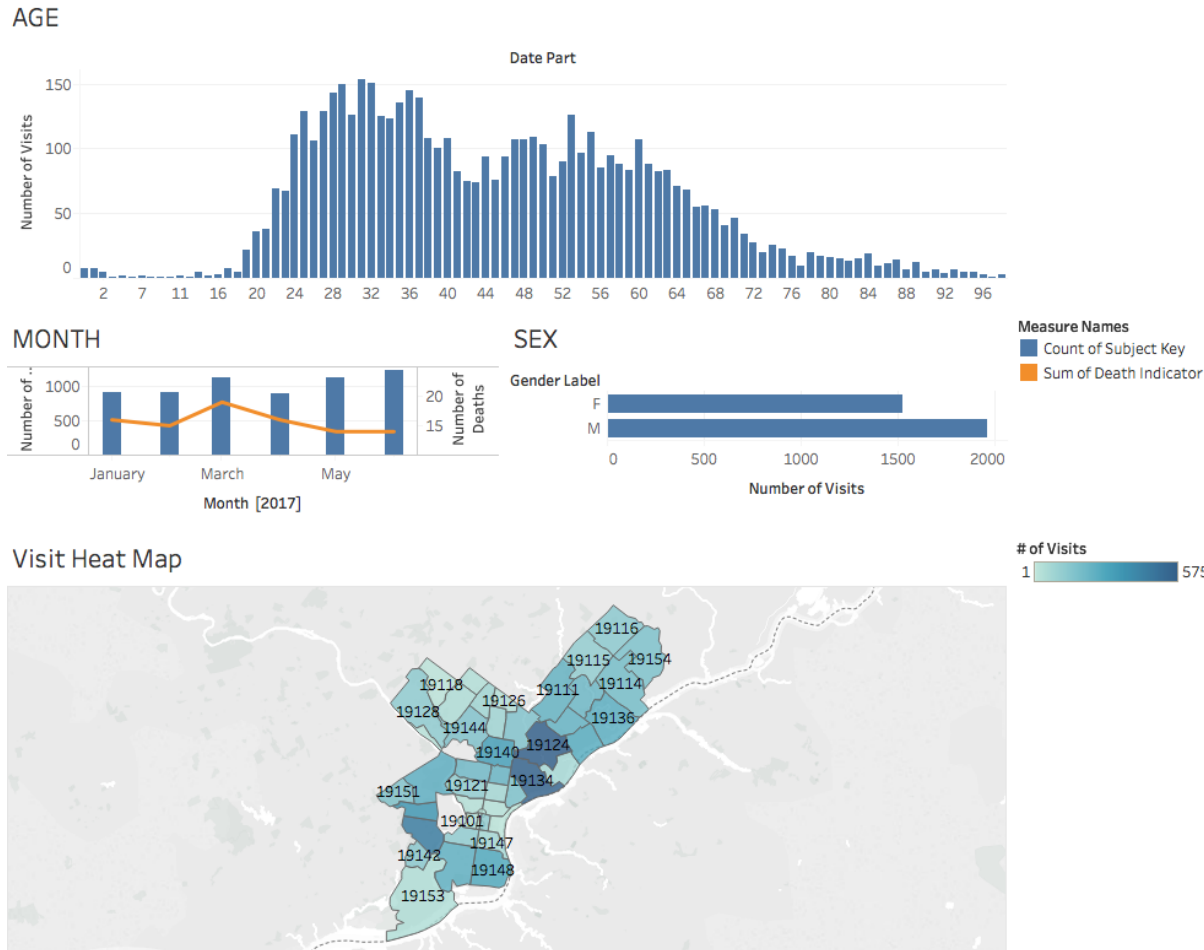 AGE
Date Part
Number of Visits
150
100
50
0
2 7 11 16 20 24 28 32 36 40 44 48 52 56 60 64 68 72 76 80 84 88 92 96
MONTH
Number of ..
1000
500
0
20
15
Number of Deaths
January March May
Month [2017]
SEX
Gender Label
F
M
0 500 1000 1500 2000
Number of Visits
Measure Names
Count of Subject Key
Sum of Death Indicator
Visit Heat Map
# of Visits
1 575
19116
19115 19154
19118 19126 19111 19114
19128 19144 19136
19140 19124
19151 19121 19134
19101
19142 19147
19148
19153